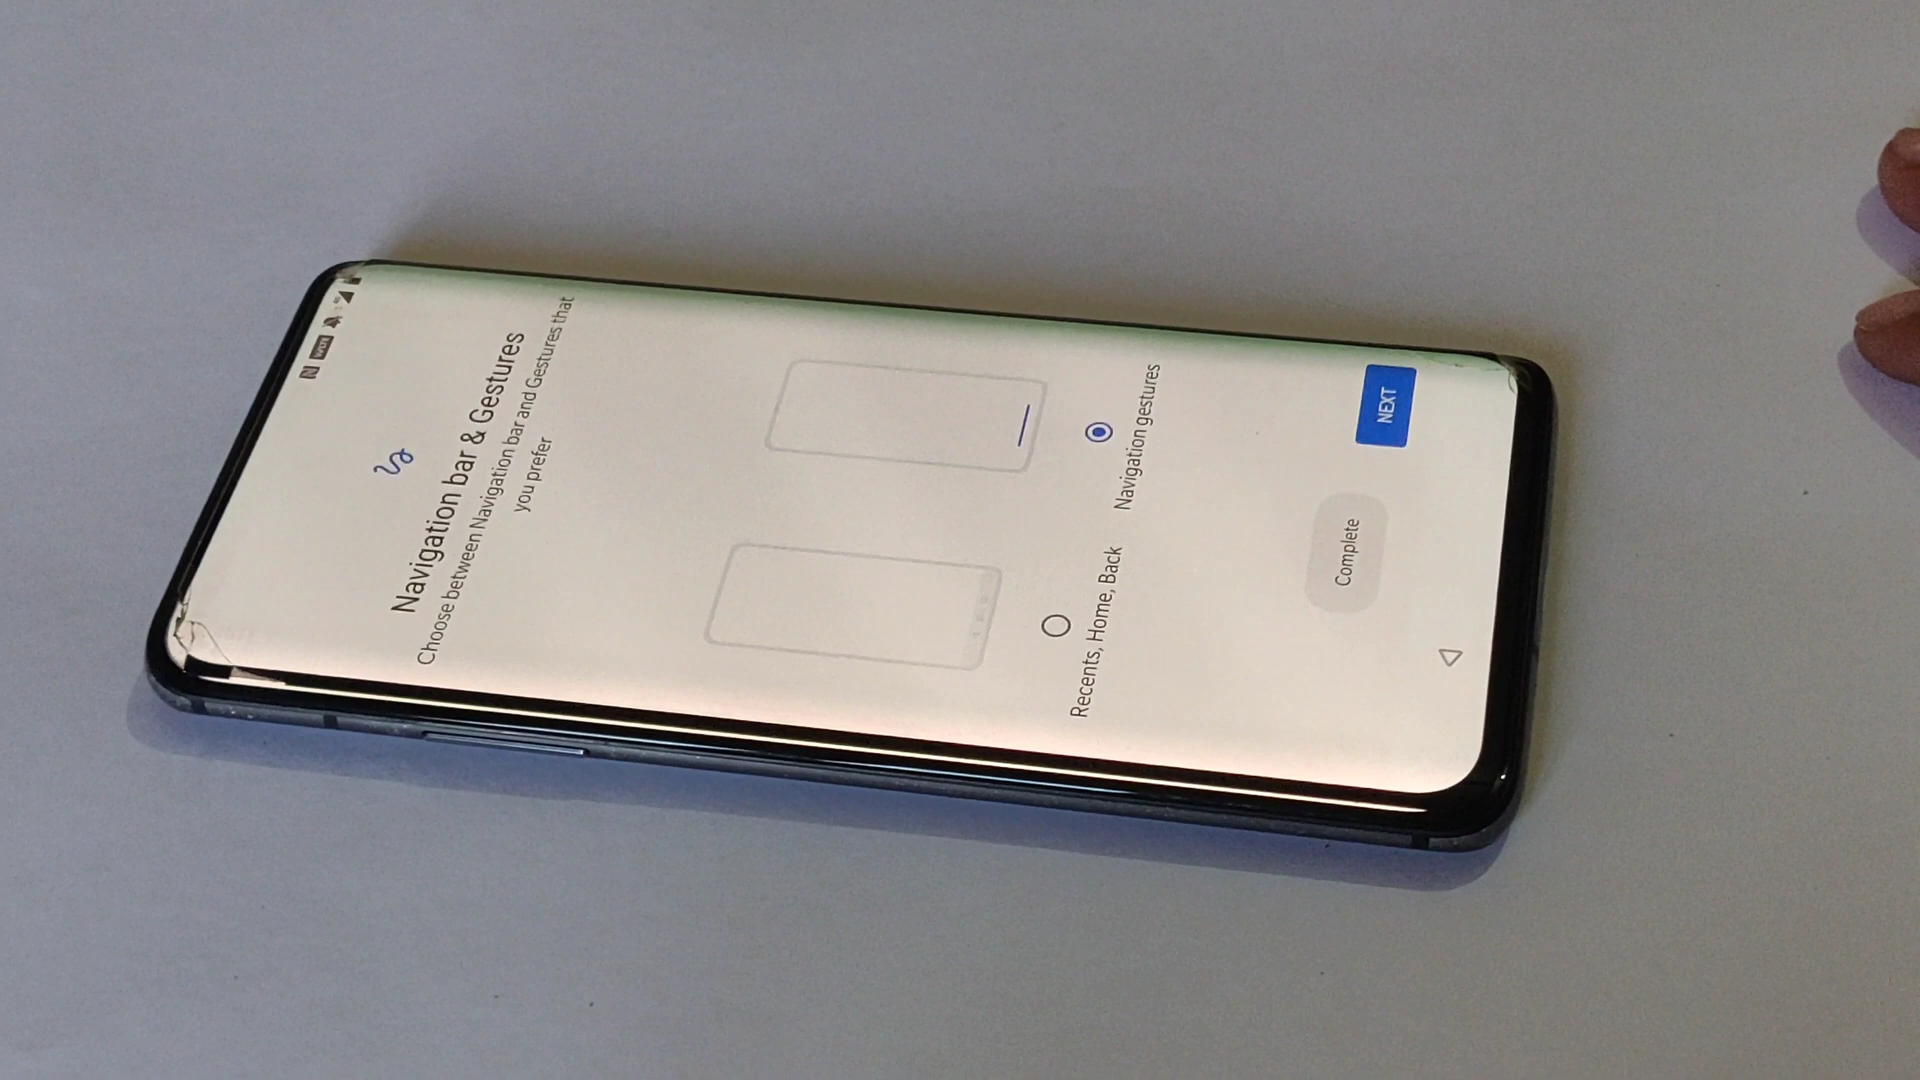 VoLTE
Navigation bar & Gestures
Choose between Navigation bar and Gestures that
you prefer
Recents, Home, Back
Navigation gestures
Complete
NEXT